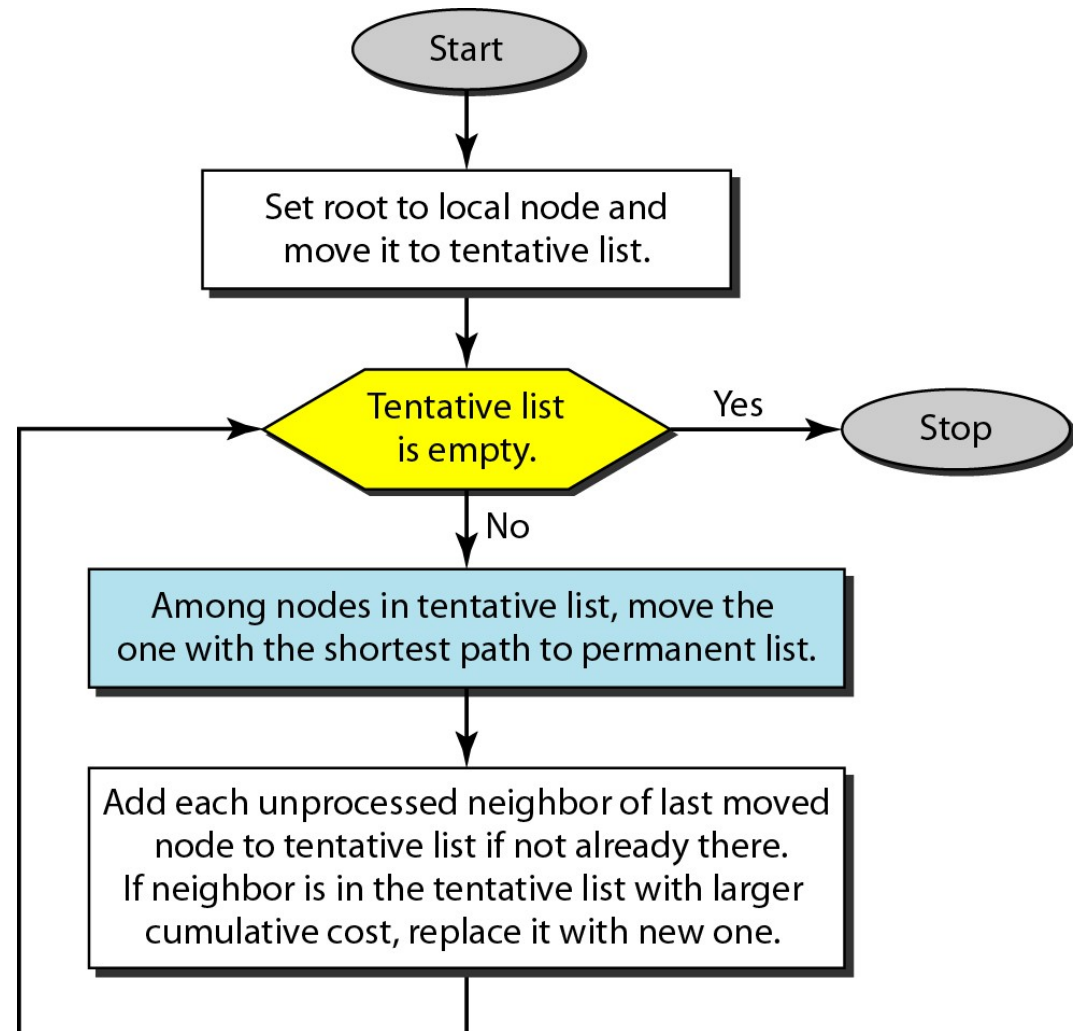 Start
Set root to local node and
move it to tentative list.
Tentative list
is empty.
Yes
Stop
No
Among nodes in tentative list, move the
one with the shortest path to permanent list.
Add each unprocessed neighbor of last moved
node to tentative list if not already there.
If neighbor is in the tentative list with larger
cumulative cost, replace it with new one.